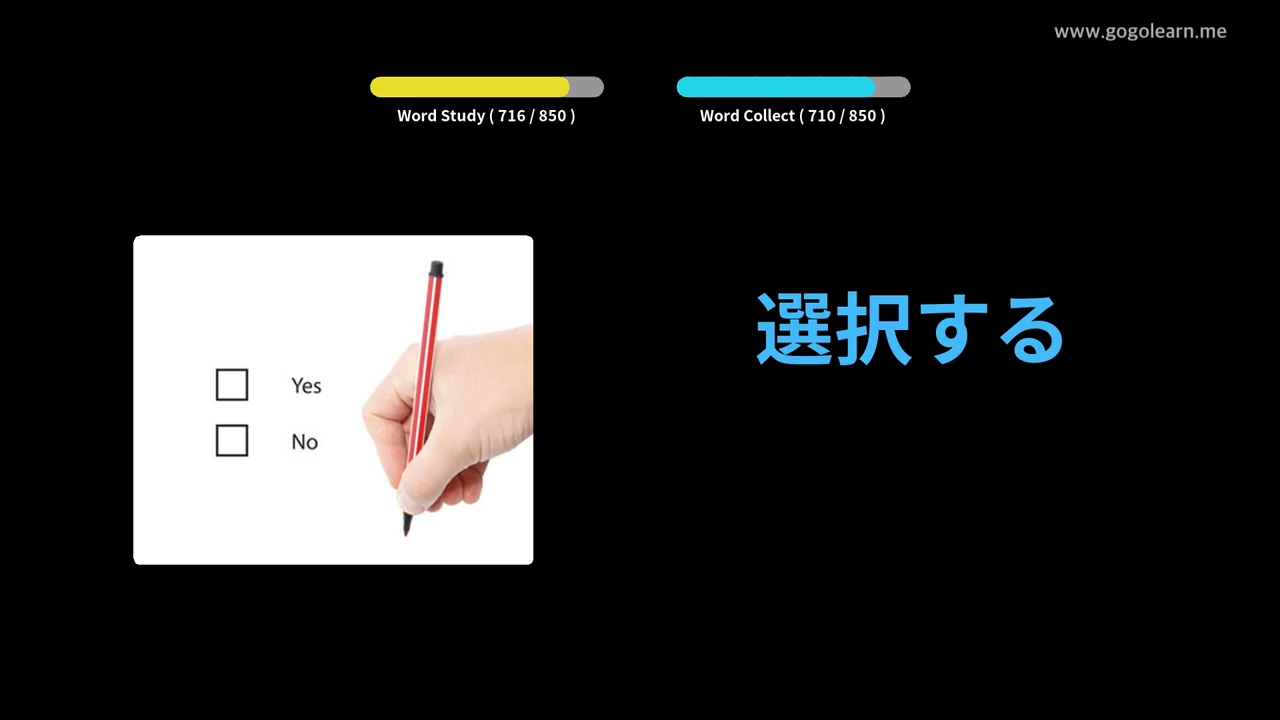 www.gogolearn.me
Word Study ( 716 / 850 )
Word Collect ( 710 / 850 )
選択する
Yes
No